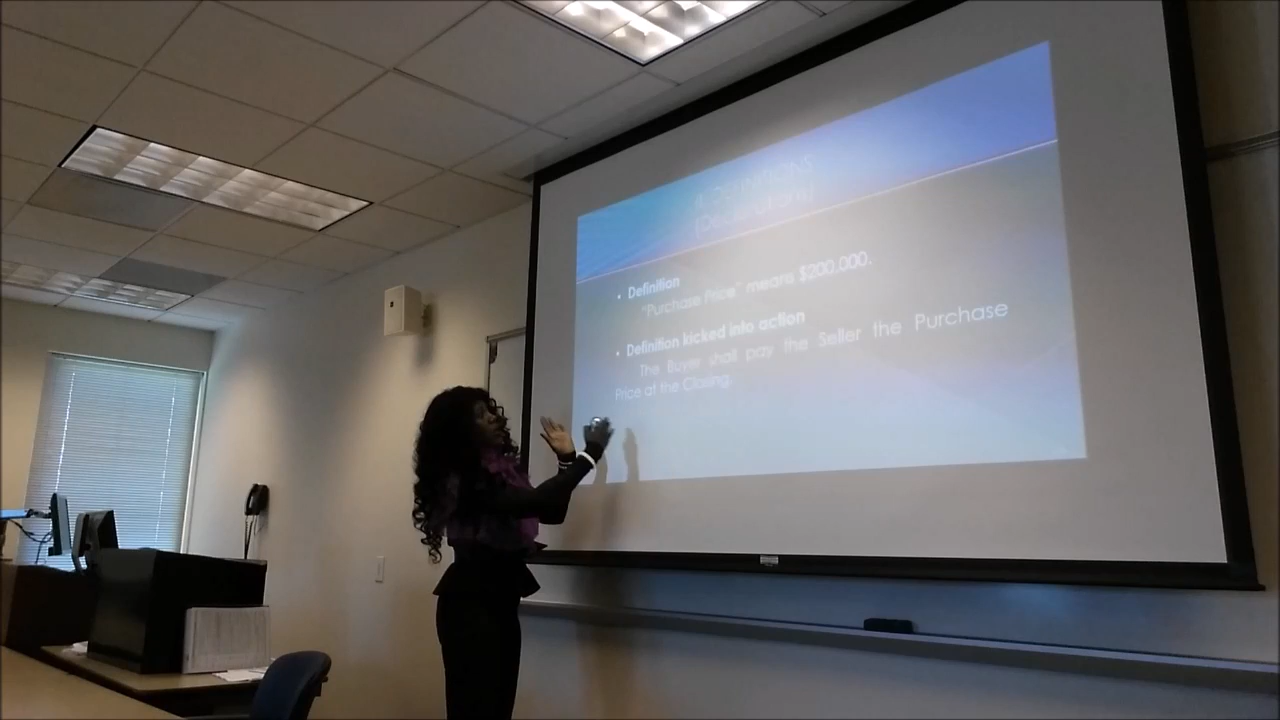 • Definition
"Purchase Price" means $200,000.
• Definition kicked into action
The Buyer shall pay the Seller the Purchase
Price at the Closing.